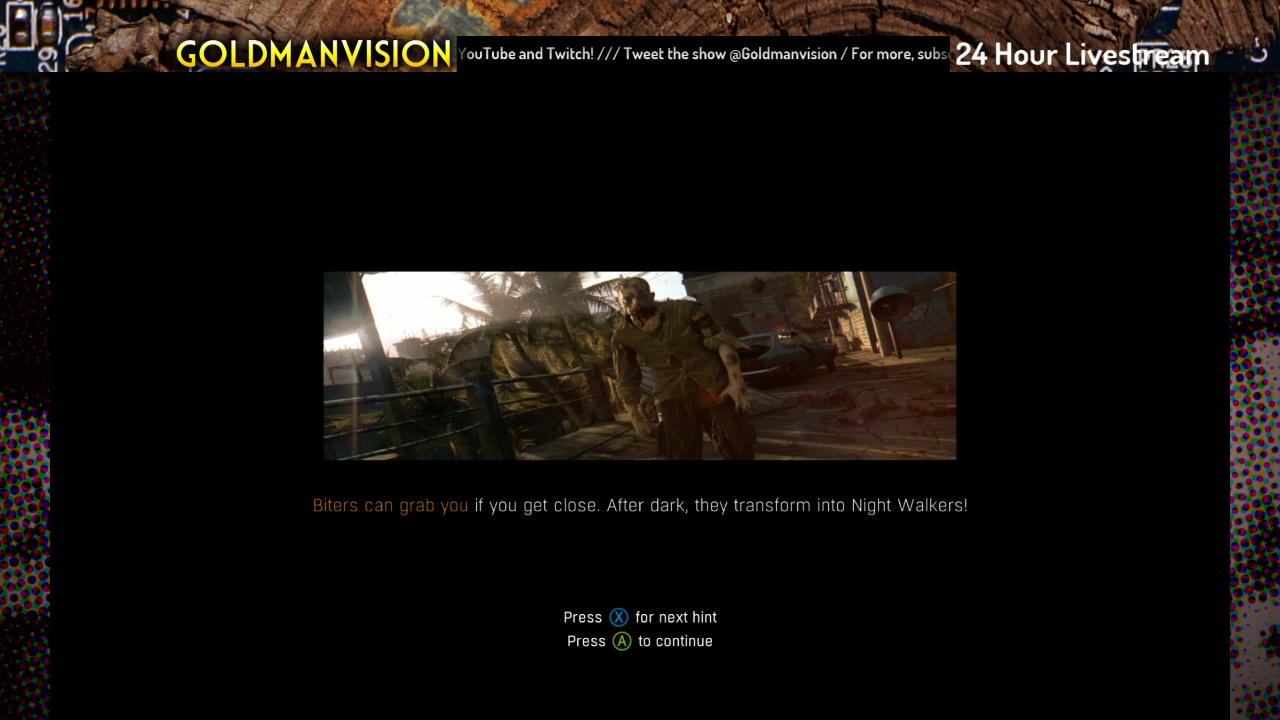 GOLDMANVISION
YouTube and Twitch! /// Tweet the show @Goldmanvision / For more, subs
24 Hour Livestream
Biters can grab you if you get close. After dark, they transform into Night Walkers!
Press X for next hint
Press A to continue